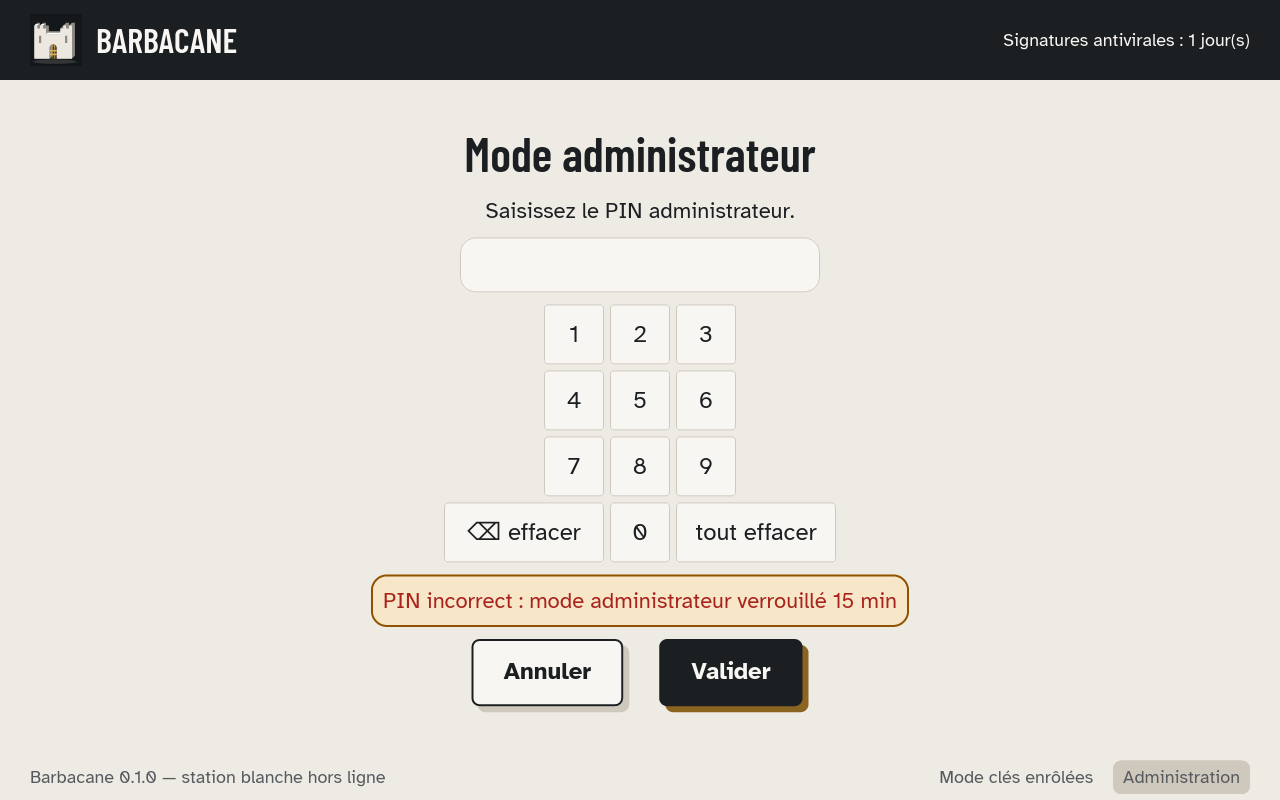 BARBACANE
Signatures antivirales : 1 jour(s)
Mode administrateur
Saisissez le PIN administrateur.
1 2 3
4 5 6
7 8 9
⌫ effacer 0 tout effacer
PIN incorrect : mode administrateur verrouillé 15 min
Annuler Valider
Barbacane 0.1.0 — station blanche hors ligne
Mode clés enrôlées Administration